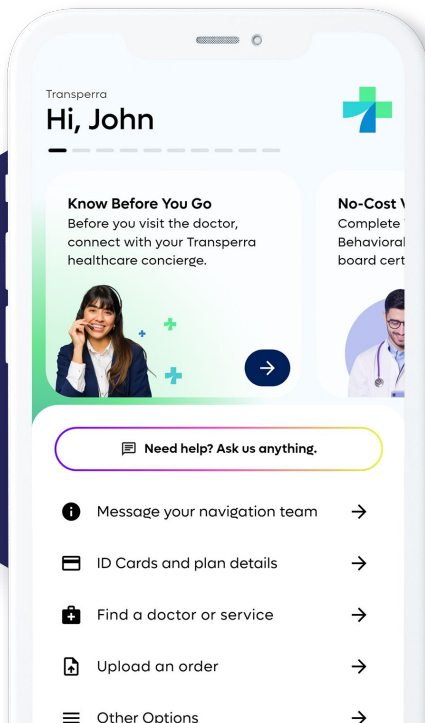 Transperra
Hi, John
Know Before You Go
Before you visit the doctor,
connect with your Transperra
healthcare concierge.
No-Cost
Complete
Behavioral
board
Need help? Ask us anything.
Message your navigation team
ID Cards and plan details
Find a doctor or service
Upload an order
Other Options